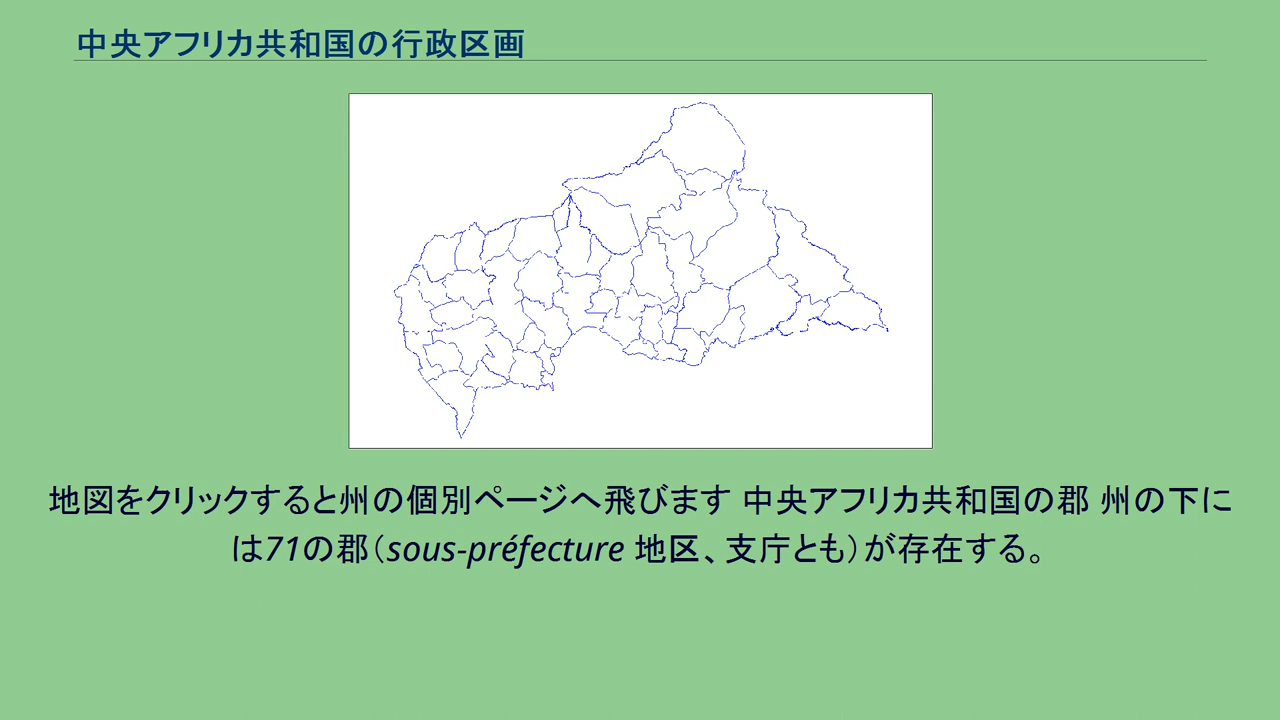 中央アフリカ共和国の行政区画
地図をクリックすると州の個別ページへ飛びます 中央アフリカ共和国の郡 州の下に
は71の郡（sous-préfecture 地区、支庁とも）が存在する。